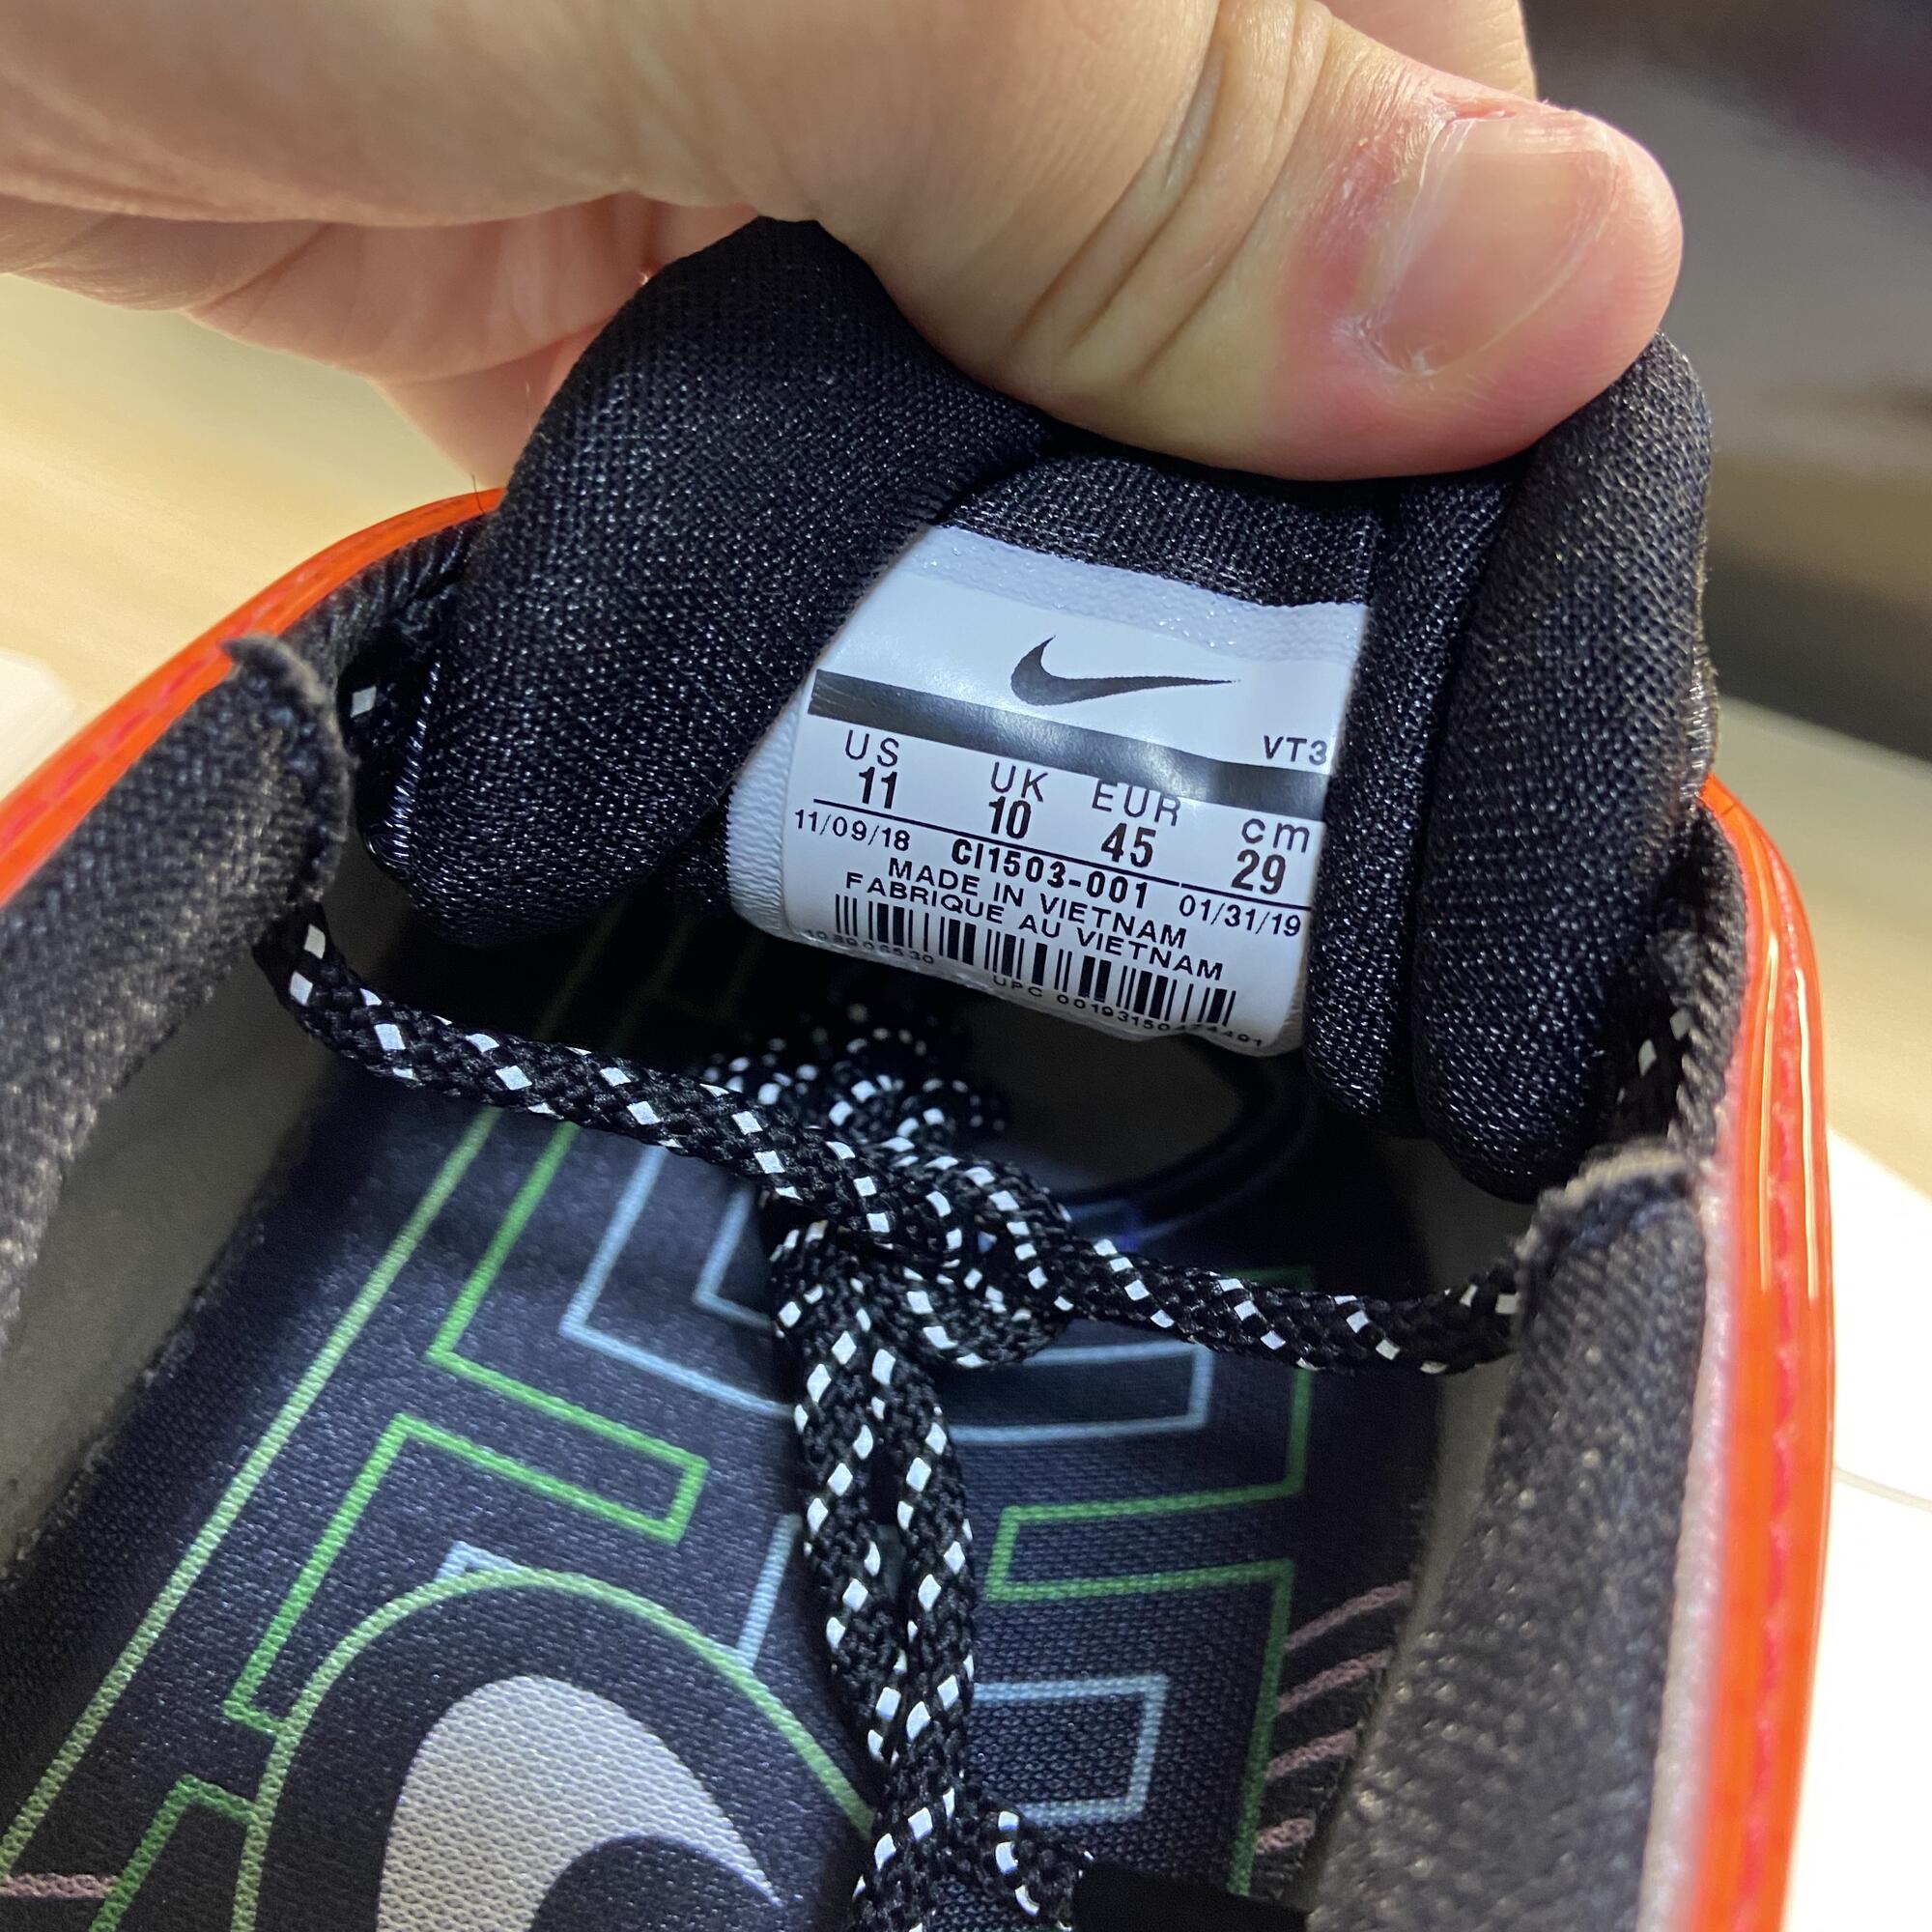 VT3
US UK EUR cm
11 10 45 29
11/09/18 CI1503-001 01/31/19
MADE IN VIETNAM
FABRIQUE AU VIETNAM
UPC